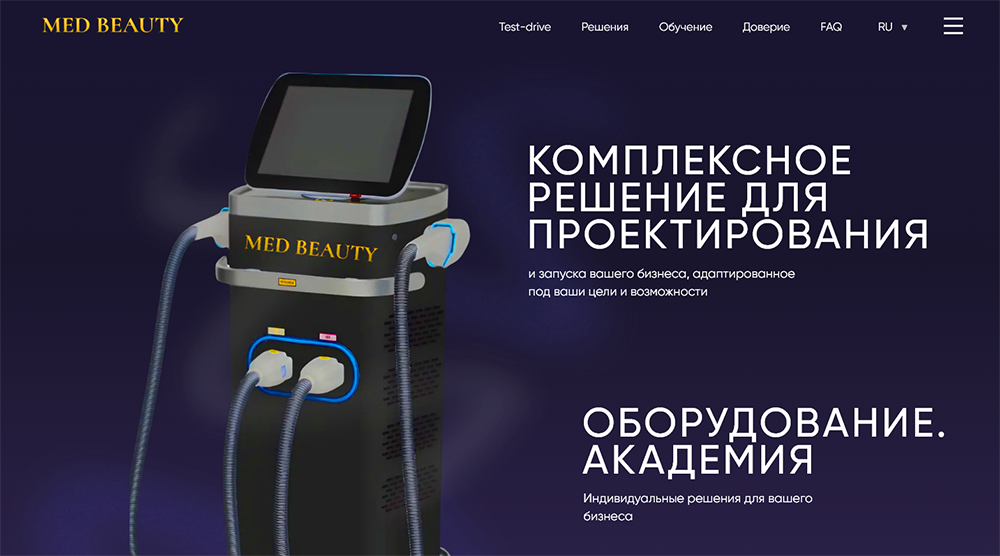 MED BEAUTY
Test-drive Решения Обучение Доверие FAQ RU
КОМПЛЕКСНОЕ
РЕШЕНИЕ ДЛЯ
ПРОЕКТИРОВАНИЯ
и запуска вашего бизнеса, адаптированное
под ваши цели и возможности
MED BEAUTY
ОБОРУДОВАНИЕ.
АКАДЕМИЯ
Индивидуальные решения для вашего
бизнеса